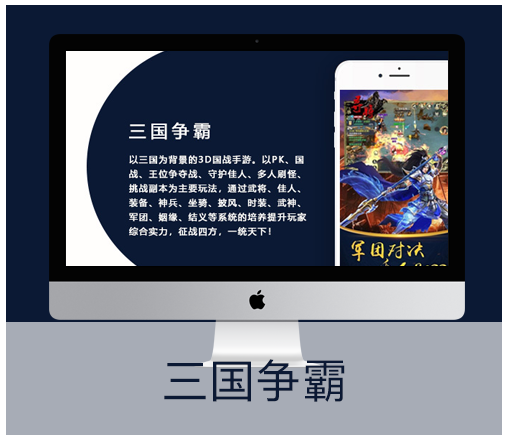 三国争霸
以三国为背景的3D国战手游。以PK、国
战、王位争夺战、守护佳人、多人刷怪、
挑战副本为主要玩法，通过武将、佳人、
装备、神兵、坐骑、披风、时装、武神、
军团、姻缘、结义等系统的培养提升玩家
综合实力，征战四方，一统天下！
军团对决
三国争霸